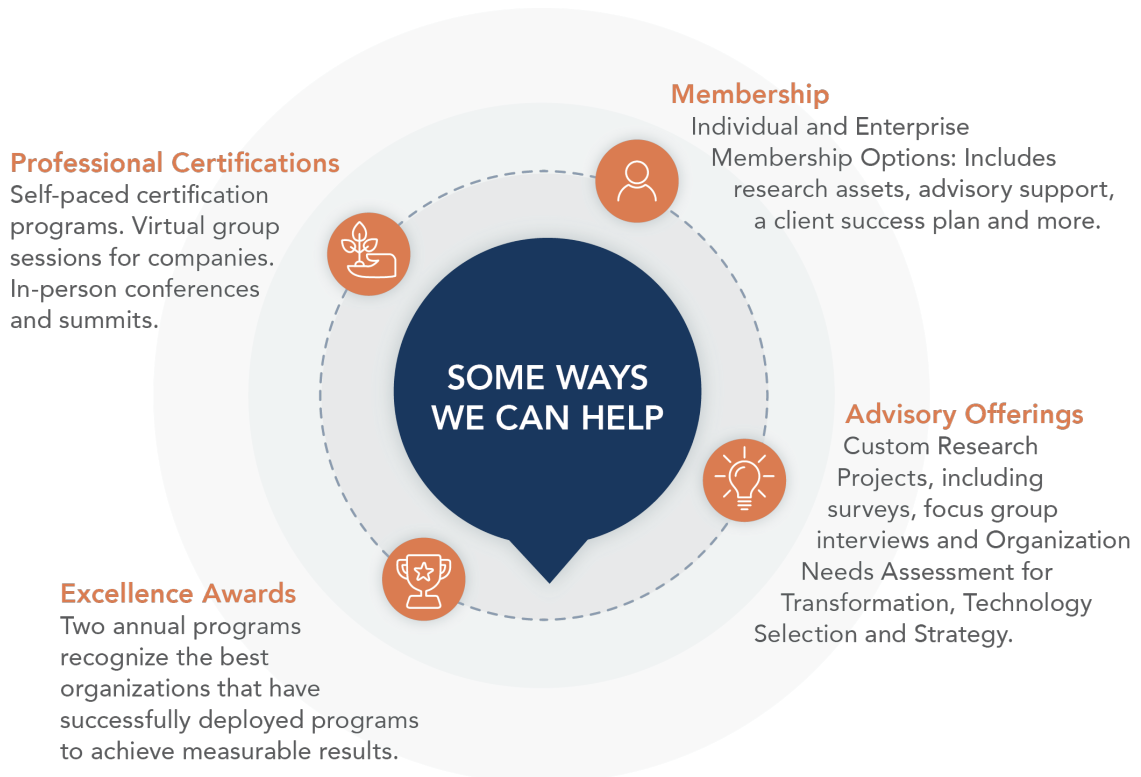 SOME WAYS
WE CAN HELP
Membership
Individual and Enterprise
Membership Options: Includes
research assets, advisory support,
a client success plan and more.
Professional Certifications
Self-paced certification
programs. Virtual group
sessions for companies.
In-person conferences
and summits.
Advisory Offerings
Custom Research
Projects, including
surveys, focus group
interviews and Organization
Needs Assessment for
Transformation, Technology
Selection and Strategy.
Excellence Awards
Two annual programs
recognize the best
organizations that have
successfully deployed programs
to achieve measurable results.